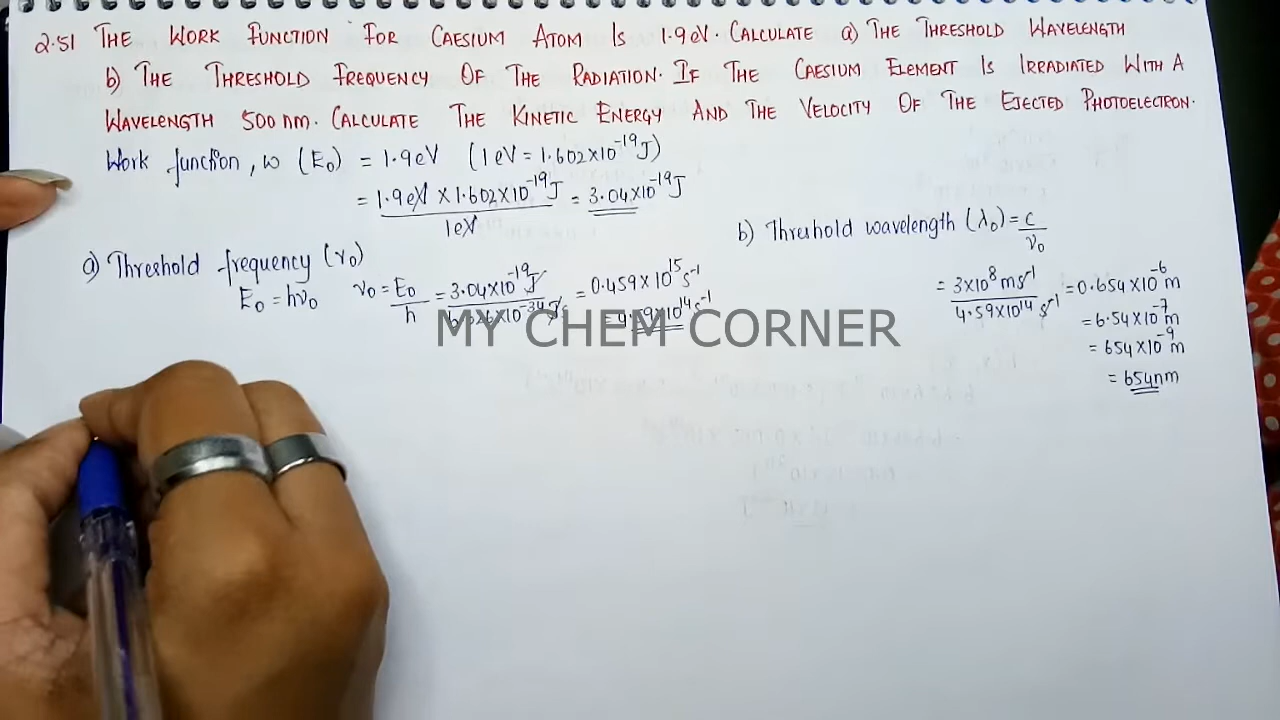 2.51 THE WORK FUNCTION FOR CAESIUM ATOM IS 1.9eV. CALCULATE a) THE THRESHOLD WAVELENGTH
b) THE THRESHOLD FREQUENCY OF THE RADIATION. IF THE CAESIUM ELEMENT IS IRRADIATED WITH A
WAVELENGTH 500 nm. CALCULATE THE KINETIC ENERGY AND THE VELOCITY OF THE EJECTED PHOTOELECTRON.
Work function, ω (E₀) = 1.9eV (1eV = 1.602×10⁻¹⁹J)
= 1.9eV × 1.602×10⁻¹⁹J / 1eV = 3.04×10⁻¹⁹J
a) Threshold frequency (ν₀)
E₀ = hν₀ ν₀ = E₀/h = 3.04×10⁻¹⁹J / 6.626×10⁻³⁴Js = 0.459×10¹⁵s⁻¹
= 4.59×10¹⁴s⁻¹
b) Threshold wavelength (λ₀) = c/ν₀
= 3×10⁸ms⁻¹ / 4.59×10¹⁴s⁻¹ = 0.654×10⁻⁶m
= 6.54×10⁻⁷m
= 654×10⁻⁹m
= 654nm
MY CHEM CORNER